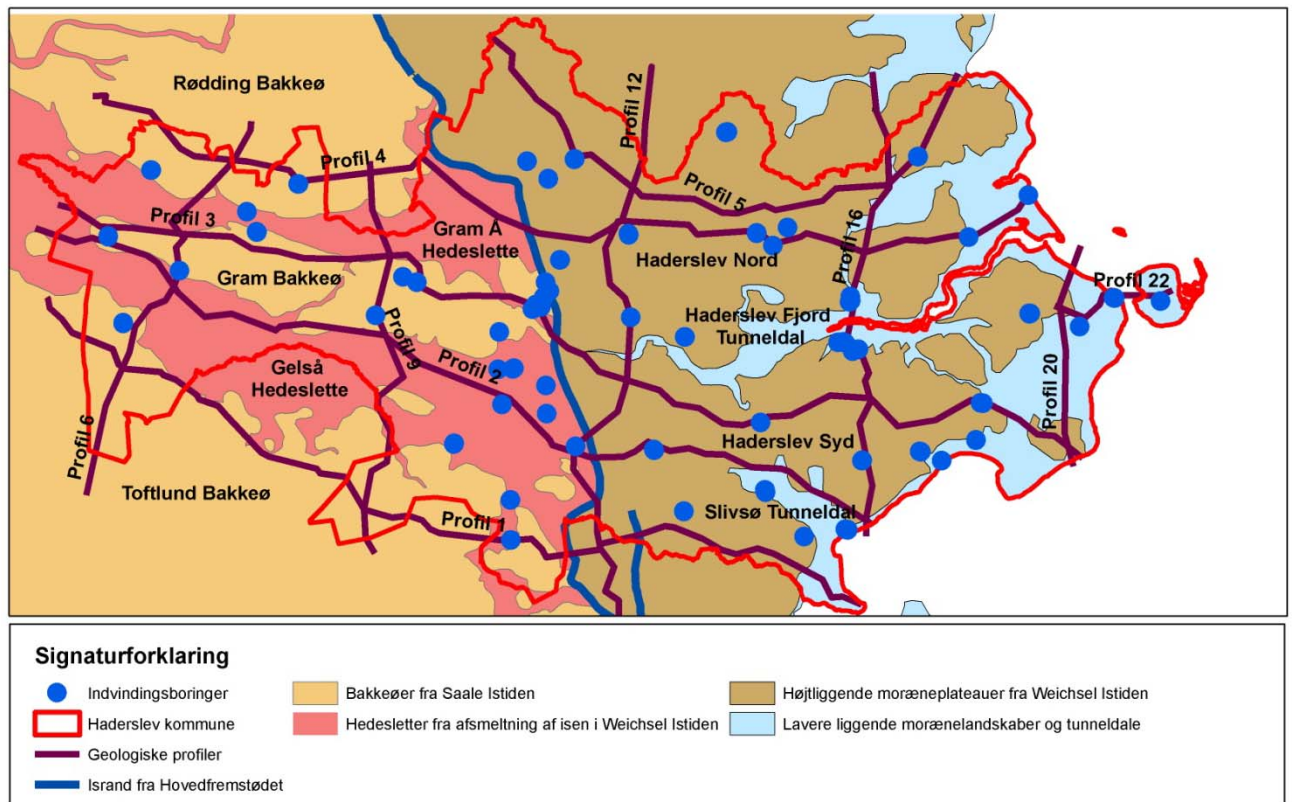 Rødding Bakkeø
Profil 12
Profil 4
Profil 5
Profil 3
Gram Å
Hedeslette
Profil 16
Haderslev Nord
Gram Bakkeø
Profil 22
Haderslev Fjord
Tunneldal
Profil 9
Profil 2
Gelså
Hedeslette
Profil 20
Profil 6
Haderslev Syd
Toftlund Bakkeø
Profil 1
Slivsø Tunneldal
Signaturforklaring
Indvindingsboringer
Haderslev kommune
Geologiske profiler
Isrand fra Hovedfremstødet
Bakkeøer fra Saale Istiden
Hedesletter fra afsmeltning af isen i Weichsel Istiden
Højtliggende moræneplateauer fra Weichsel Istiden
Lavere liggende morænelandskaber og tunneldale